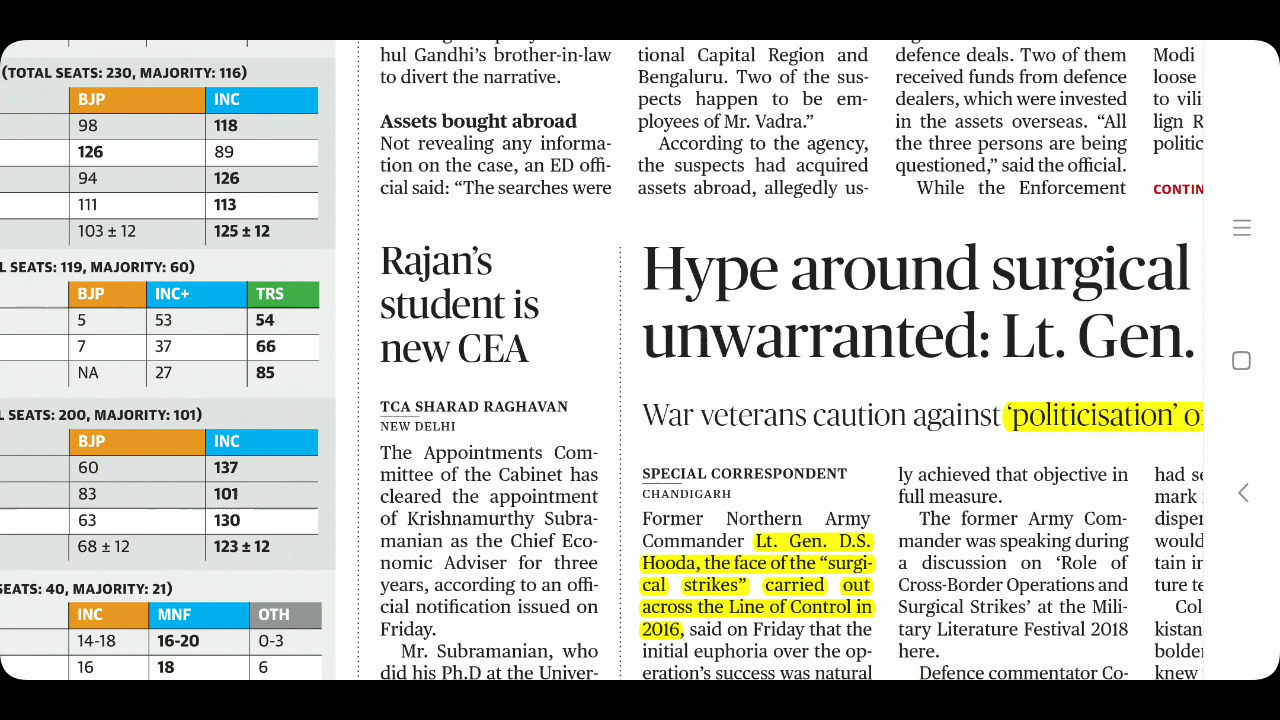 (TOTAL SEATS: 230, MAJORITY: 116)
BJP INC
98 118
126 89
94 126
111 113
103 ± 12 125 ± 12
SEATS: 119, MAJORITY: 60)
BJP INC+ TRS
5 53 54
7 37 66
NA 27 85
SEATS: 200, MAJORITY: 101)
BJP INC
60 137
83 101
63 130
68 ± 12 123 ± 12
SEATS: 40, MAJORITY: 21)
INC MNF OTH
14-18 16-20 0-3
16 18 6
hul Gandhi's brother-in-law
to divert the narrative.
Assets bought abroad
Not revealing any informa-
tion on the case, an ED offi-
cial said: “The searches were
tional Capital Region and
Bengaluru. Two of the sus-
pects happen to be em-
ployees of Mr. Vadra.”
According to the agency,
the suspects had acquired
assets abroad, allegedly us-
defence deals. Two of them
received funds from defence
dealers, which were invested
in the assets overseas. “All
the three persons are being
questioned,” said the official.
While the Enforcement
Modi
loose
to vili
lign R
politic
CONTIN
Rajan's
student is
new CEA
TCA SHARAD RAGHAVAN
NEW DELHI
The Appointments Com-
mittee of the Cabinet has
cleared the appointment
of Krishnamurthy Subra-
manian as the Chief Eco-
nomic Adviser for three
years, according to an offi-
cial notification issued on
Friday.
Mr. Subramanian, who
did his Ph.D at the Univer-
Hype around surgical
unwarranted: Lt. Gen.
War veterans caution against ‘politicisation’ o
SPECIAL CORRESPONDENT
CHANDIGARH
Former Northern Army
Commander Lt. Gen. D.S.
Hooda, the face of the “surgi-
cal strikes” carried out
across the Line of Control in
2016, said on Friday that the
initial euphoria over the op-
eration's success was natural
ly achieved that objective in
full measure.
The former Army Com-
mander was speaking during
a discussion on ‘Role of
Cross-Border Operations and
Surgical Strikes’ at the Mili-
tary Literature Festival 2018
here.
Defence commentator Co-
had se
mark
disper
would
tain in
ture te
Col
kistan
bolde
knew